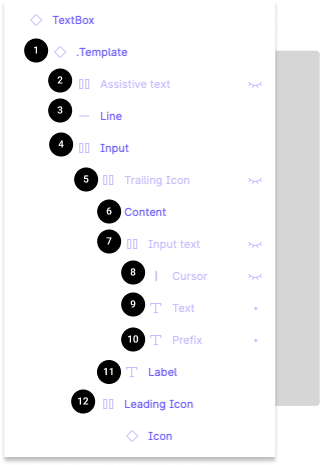 TextBox
1 .Template
2 Assistive text
3 Line
4 Input
5 Trailing Icon
6 Content
7 Input text
8 Cursor
9 Text
10 Prefix
11 Label
12 Leading Icon
Icon